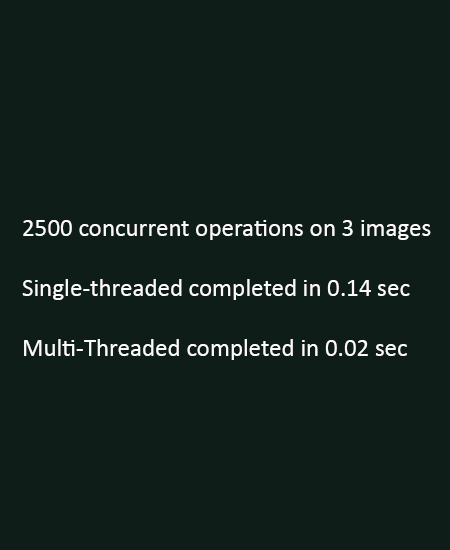 2500 concurrent operations on 3 images
Single-threaded completed in 0.14 sec
Multi-Threaded completed in 0.02 sec